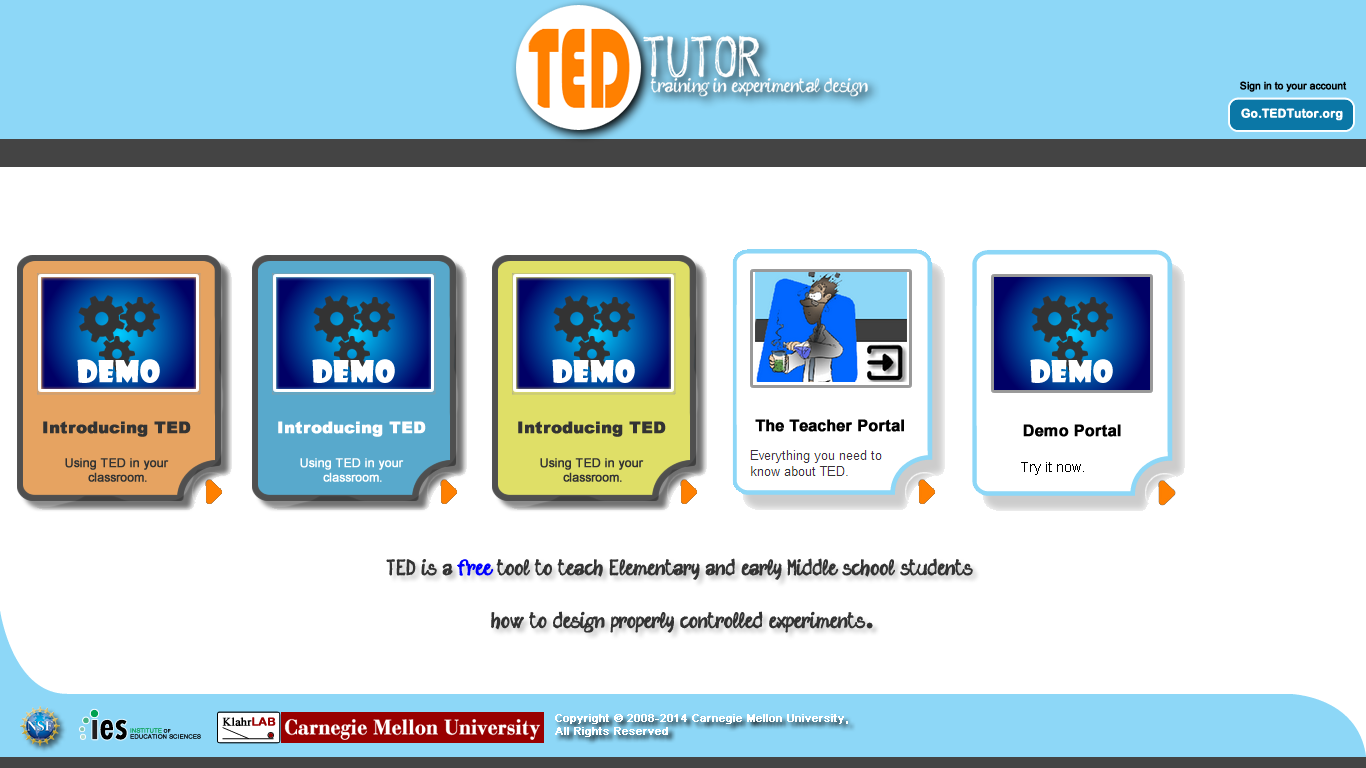 TED TUTOR
training in experimental design
Sign in to your account
Go.TEDTutor.org
DEMO
Introducing TED
Using TED in your
classroom.
DEMO
Introducing TED
Using TED in your
classroom.
DEMO
Introducing TED
Using TED in your
classroom.
The Teacher Portal
Everything you need to
know about TED.
DEMO
Demo Portal
Try it now.
TED is a free tool to teach Elementary and early Middle school students
how to design properly controlled experiments.
NSF
ies INSTITUTE OF
EDUCATION SCIENCES
KlahrLAB
Carnegie Mellon University
Copyright © 2008-2014 Carnegie Mellon University,
All Rights Reserved